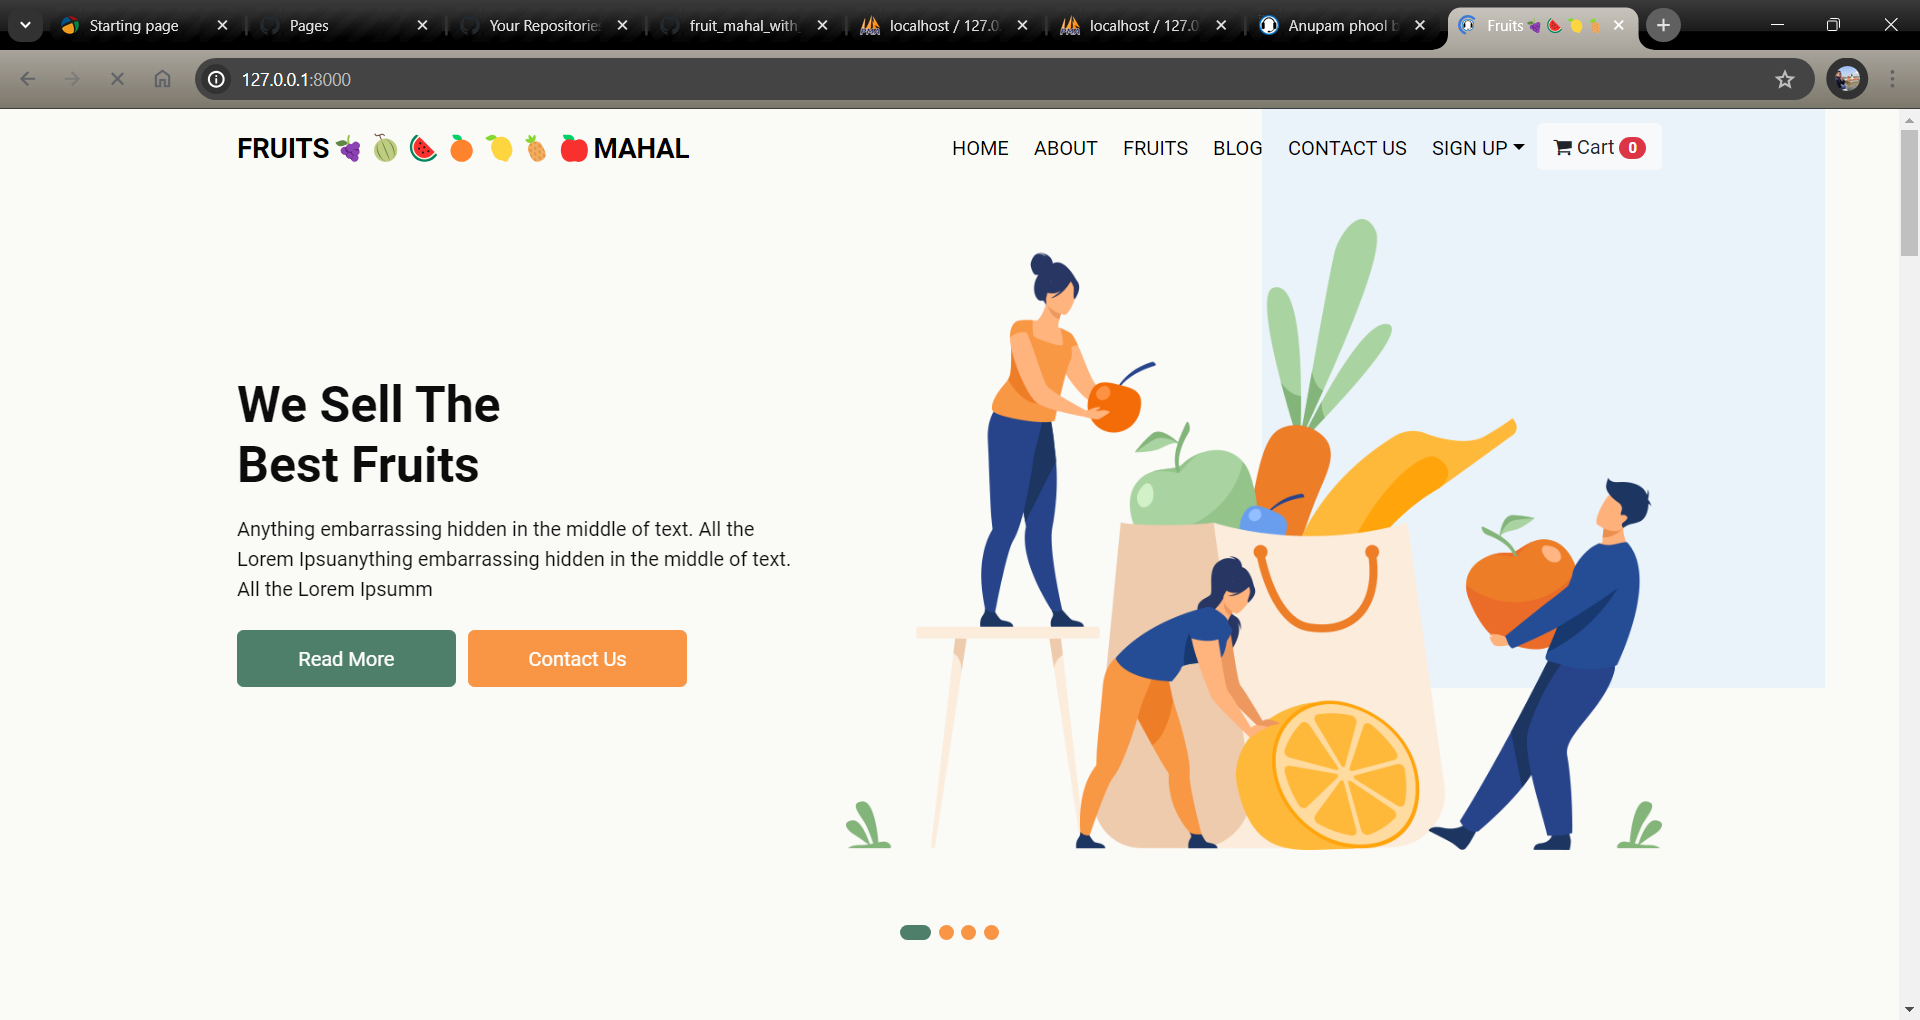 Starting page
Pages
Your Repositorie
fruit_mahal_with
localhost / 127.0
localhost / 127.0
Anupam phool b
Fruits 🍇🍉🍋🍍
127.0.0.1:8000
FRUITS 🍇🍈🍉🍊🍋🍍🍎 MAHAL
HOME ABOUT FRUITS BLOG CONTACT US SIGN UP Cart 0
We Sell The
Best Fruits
Anything embarrassing hidden in the middle of text. All the
Lorem Ipsuanything embarrassing hidden in the middle of text.
All the Lorem Ipsumm
Read More
Contact Us